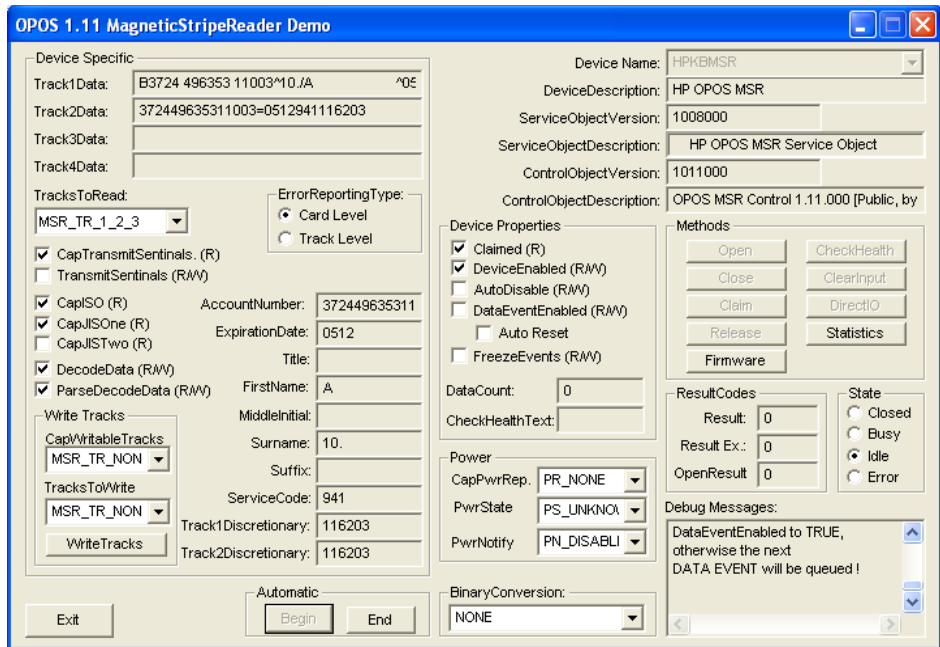 OPOS 1.11 MagneticStripeReader Demo
Device Specific
Track1Data: B3724 496353 11003^10./A ^05
Track2Data: 372449635311003=0512941116203
Track3Data:
Track4Data:
TracksToRead:
MSR_TR_1_2_3
ErrorReportingType:
Card Level
Track Level
CapTransmitSentinals. (R)
TransmitSentinals (R/W)
CapISO (R)
CapJISOne (R)
CapJISTwo (R)
DecodeData (R/W)
ParseDecodeData (R/W)
AccountNumber: 372449635311
ExpirationDate: 0512
Title:
FirstName: A
MiddleInitial:
Surname: 10.
Suffix:
ServiceCode: 941
Track1Discretionary: 116203
Track2Discretionary: 116203
Write Tracks
CapWritableTracks
MSR_TR_NON
TracksToWrite
MSR_TR_NON
WriteTracks
Exit
Automatic
Begin End
Device Name: HPKBMSR
DeviceDescription: HP OPOS MSR
ServiceObjectVersion: 1008000
ServiceObjectDescription: HP OPOS MSR Service Object
ControlObjectVersion: 1011000
ControlObjectDescription: OPOS MSR Control 1.11.000 [Public, by
Device Properties
Claimed (R)
DeviceEnabled (R/W)
AutoDisable (R/W)
DataEventEnabled (R/W)
Auto Reset
FreezeEvents (R/W)
DataCount: 0
CheckHealthText:
Power
CapPwrRep. PR_NONE
PwrState PS_UNKNO
PwrNotify PN_DISABLI
BinaryConversion:
NONE
Methods
Open CheckHealth
Close ClearInput
Claim DirectIO
Release Statistics
Firmware
ResultCodes
Result: 0
Result Ex.: 0
OpenResult 0
State
Closed
Busy
Idle
Error
Debug Messages:
DataEventEnabled to TRUE,
otherwise the next
DATA EVENT will be queued !